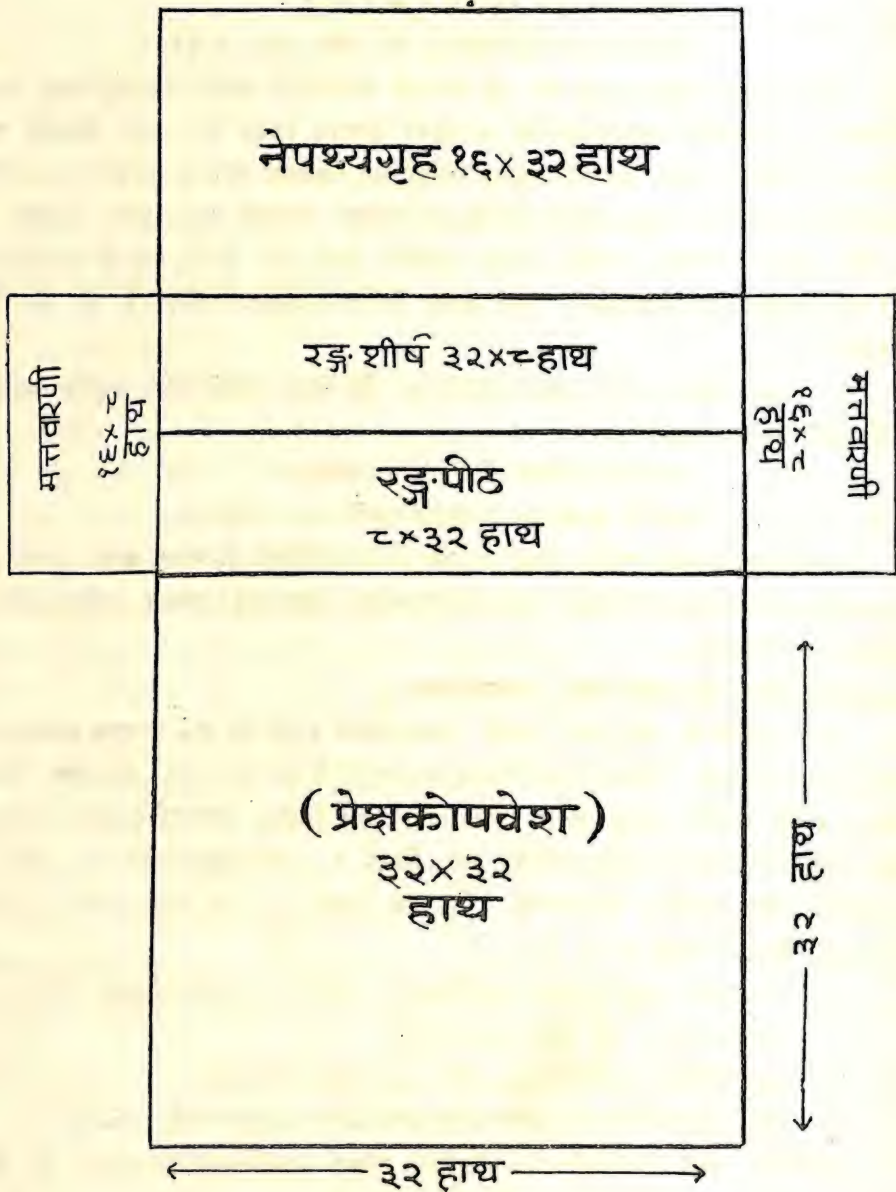 नेपथ्यगृह १६× ३२ हाथ
मत्तवारणी
१६×८
हाथ
रङ्ग शीर्ष ३२×८ हाथ
रङ्ग पीठ
८×३२ हाथ
मत्तवारणी
१६×८
हाथ
(प्रेक्षकोपवेश)
३२× ३२
हाथ
३२ हाथ
३२ हाथ